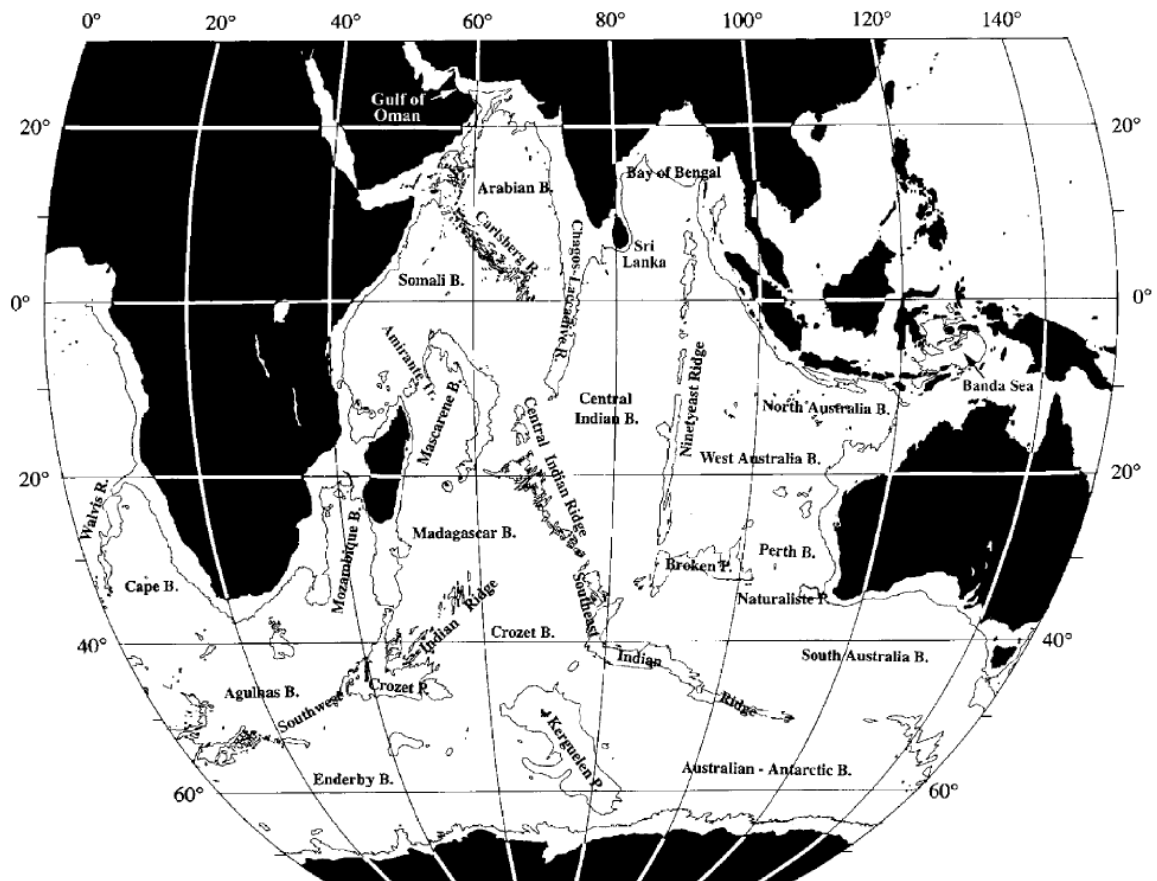 0° 20° 40° 60° 80° 100° 120° 140°
Gulf of
Oman
20° 20°
Bay of Bengal
Arabian B.
Carlsberg R.
Chagos-Laccadive R.
Sri
Lanka
Somali B.
0° 0°
Amirante Tr.
Mascarene B.
Ninetyeast Ridge
Banda Sea
Central
Indian B.
North Australia B.
Central Indian Ridge
West Australia B.
20° 20°
Walvis R.
Mozambique B.
Madagascar B.
Perth B.
Broken P.
Cape B.
Naturaliste P.
Southeast
Indian
Ridge
Indian Ridge
Southwest
Crozet B.
40° 40°
South Australia B.
Agulhas B.
Crozet P.
Kerguelen P.
Enderby B.
Australian - Antarctic B.
60° 60°